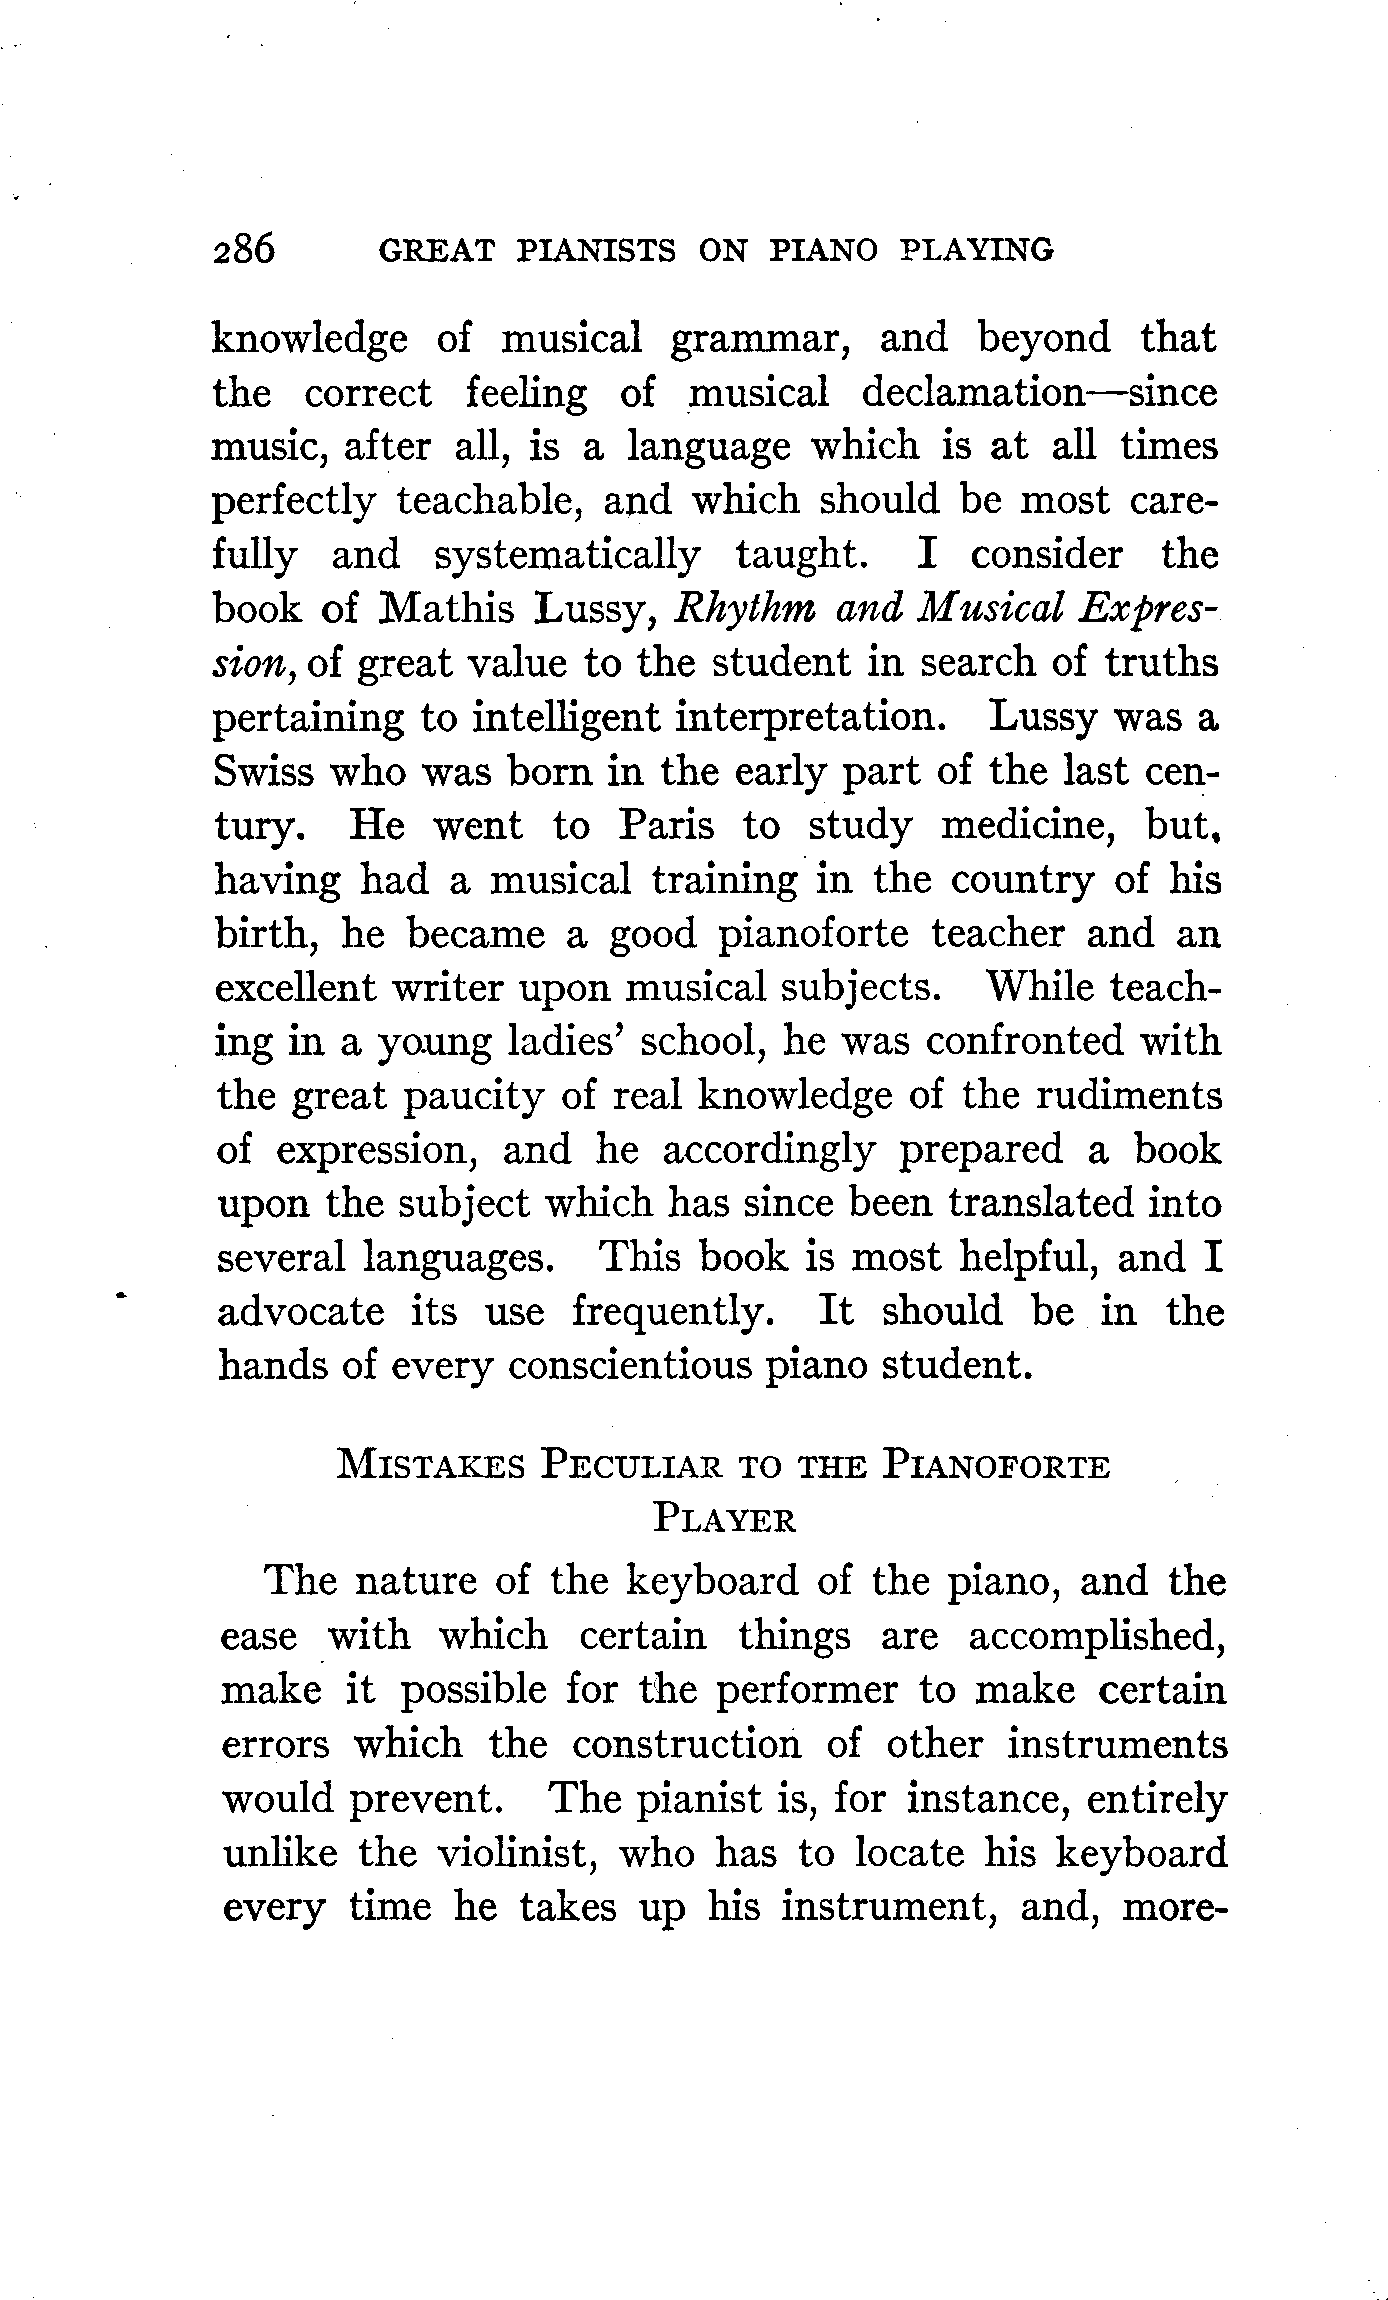 286 GREAT PIANISTS ON PIANO PLAYING
knowledge of musical grammar, and beyond that
the correct feeling of musical declamation—since
music, after all, is a language which is at all times
perfectly teachable, and which should be most care-
fully and systematically taught. I consider the
book of Mathis Lussy, Rhythm and Musical Expres-
sion, of great value to the student in search of truths
pertaining to intelligent interpretation. Lussy was a
Swiss who was born in the early part of the last cen-
tury. He went to Paris to study medicine, but,
having had a musical training in the country of his
birth, he became a good pianoforte teacher and an
excellent writer upon musical subjects. While teach-
ing in a young ladies' school, he was confronted with
the great paucity of real knowledge of the rudiments
of expression, and he accordingly prepared a book
upon the subject which has since been translated into
several languages. This book is most helpful, and I
advocate its use frequently. It should be in the
hands of every conscientious piano student.
MISTAKES PECULIAR TO THE PIANOFORTE
PLAYER
The nature of the keyboard of the piano, and the
ease with which certain things are accomplished,
make it possible for the performer to make certain
errors which the construction of other instruments
would prevent. The pianist is, for instance, entirely
unlike the violinist, who has to locate his keyboard
every time he takes up his instrument, and, more-